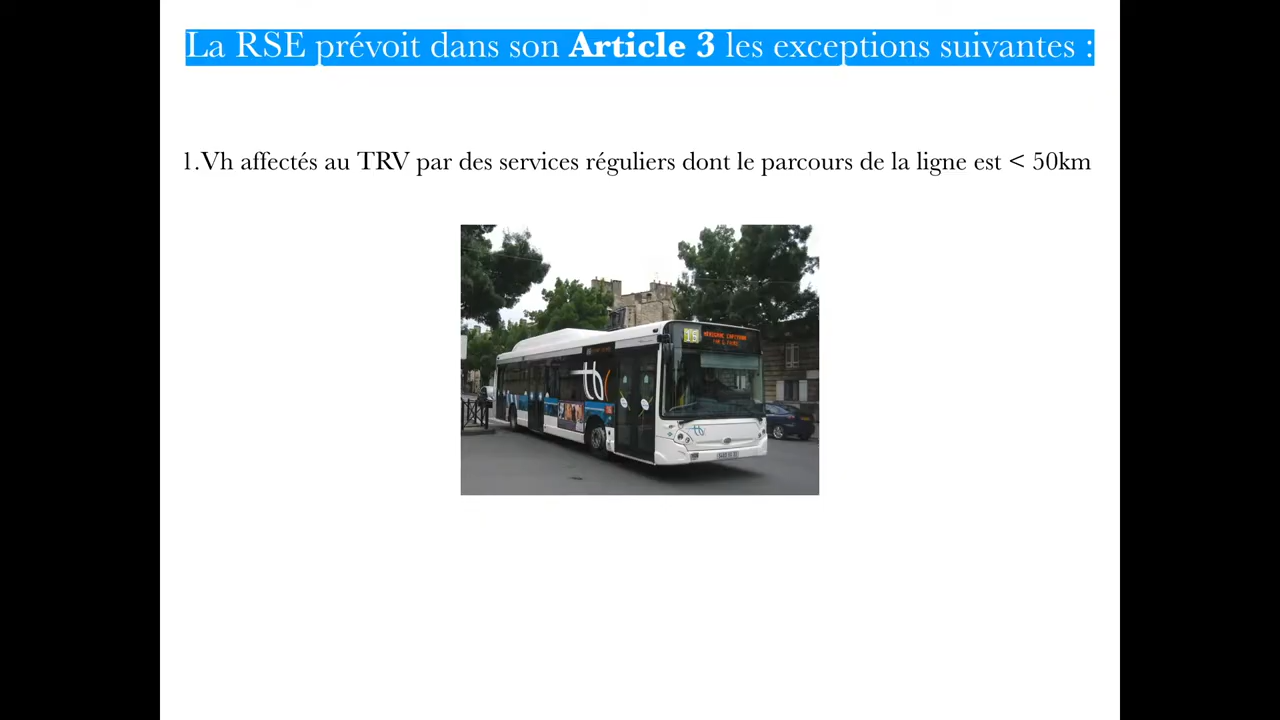 La RSE prévoit dans son Article 3 les exceptions suivantes :
1.Vh affectés au TRV par des services réguliers dont le parcours de la ligne est < 50km